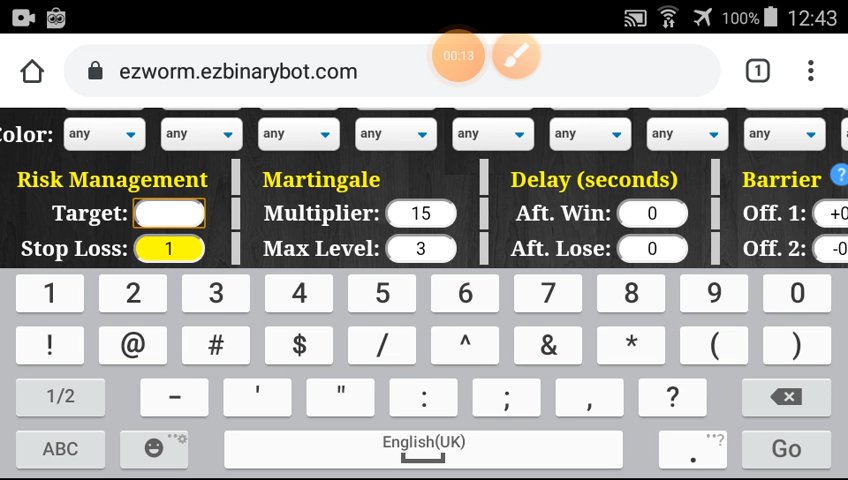 100% 12:43
ezworm.ezbinarybot.com 00:13 1
Color: any any any any any any any any
Risk Management Martingale Delay (seconds) Barrier ?
Target: Multiplier: 15 Aft. Win: 0 Off. 1: +0
Stop Loss: 1 Max Level: 3 Aft. Lose: 0 Off. 2: -0
1 2 3 4 5 6 7 8 9 0
! @ # $ / ^ & * ( )
1/2 - ' " : ; , ?
ABC English(UK) . ? Go